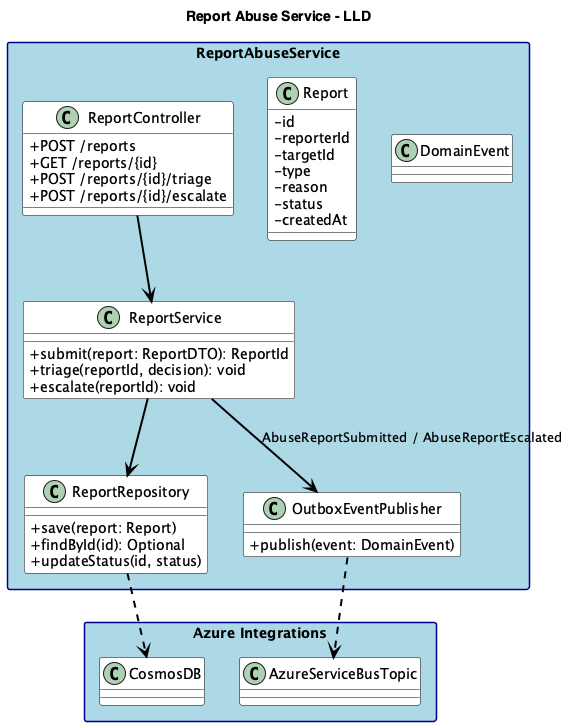 Report Abuse Service - LLD
ReportAbuseService
C ReportController
+POST /reports
+GET /reports/{id}
+POST /reports/{id}/triage
+POST /reports/{id}/escalate
C Report
-id
-reporterId
-targetId
-type
-reason
-status
-createdAt
C DomainEvent
C ReportService
+submit(report: ReportDTO): ReportId
+triage(reportId, decision): void
+escalate(reportId): void
AbuseReportSubmitted / AbuseReportEscalated
C ReportRepository
+save(report: Report)
+findById(id): Optional
+updateStatus(id, status)
C OutboxEventPublisher
+publish(event: DomainEvent)
Azure Integrations
C CosmosDB
C AzureServiceBusTopic